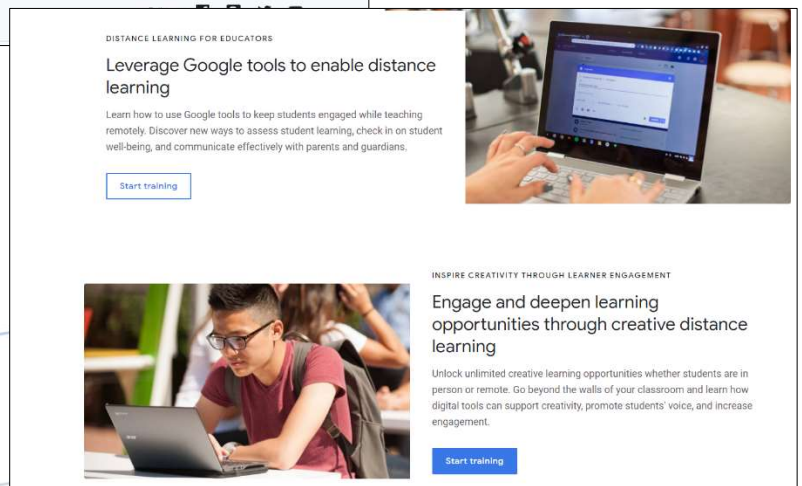 DISTANCE LEARNING FOR EDUCATORS
Leverage Google tools to enable distance
learning
Learn how to use Google tools to keep students engaged while teaching
remotely. Discover new ways to assess student learning, check in on student
well-being, and communicate effectively with parents and guardians.
Start training
INSPIRE CREATIVITY THROUGH LEARNER ENGAGEMENT
Engage and deepen learning
opportunities through creative distance
learning
Unlock unlimited creative learning opportunities whether students are in
person or remote. Go beyond the walls of your classroom and learn how
digital tools can support creativity, promote students' voice, and increase
engagement.
Start training